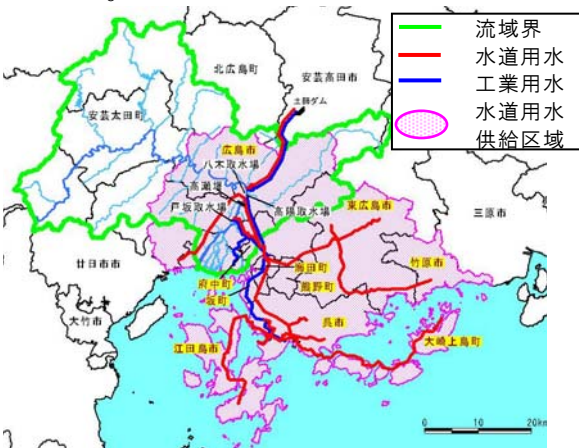 流域界
水道用水
工業用水
水道用水
供給区域
北広島町
安芸高田市
土師ダム
安芸太田町
広島市
八木取水場
高瀬堰
戸坂取水場
高陽取水場
東広島市
三原市
廿日市市
海田町
竹原市
府中町
熊野町
坂町
大竹市
呉市
江田島市
大崎上島町
0 10 20km